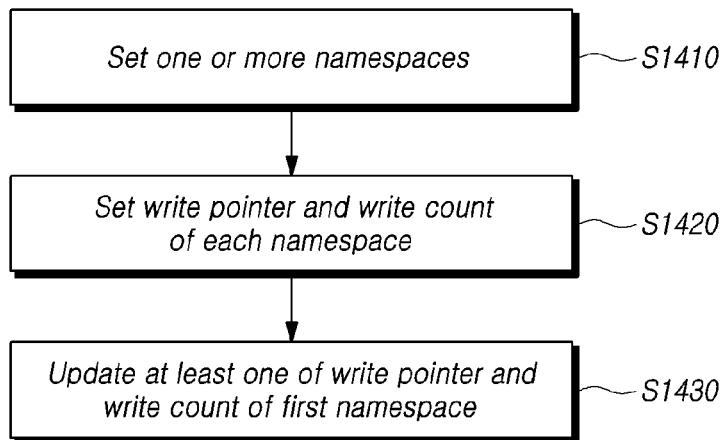 Set one or more namespaces
S1410
Set write pointer and write count
of each namespace
S1420
Update at least one of write pointer and
write count of first namespace
S1430